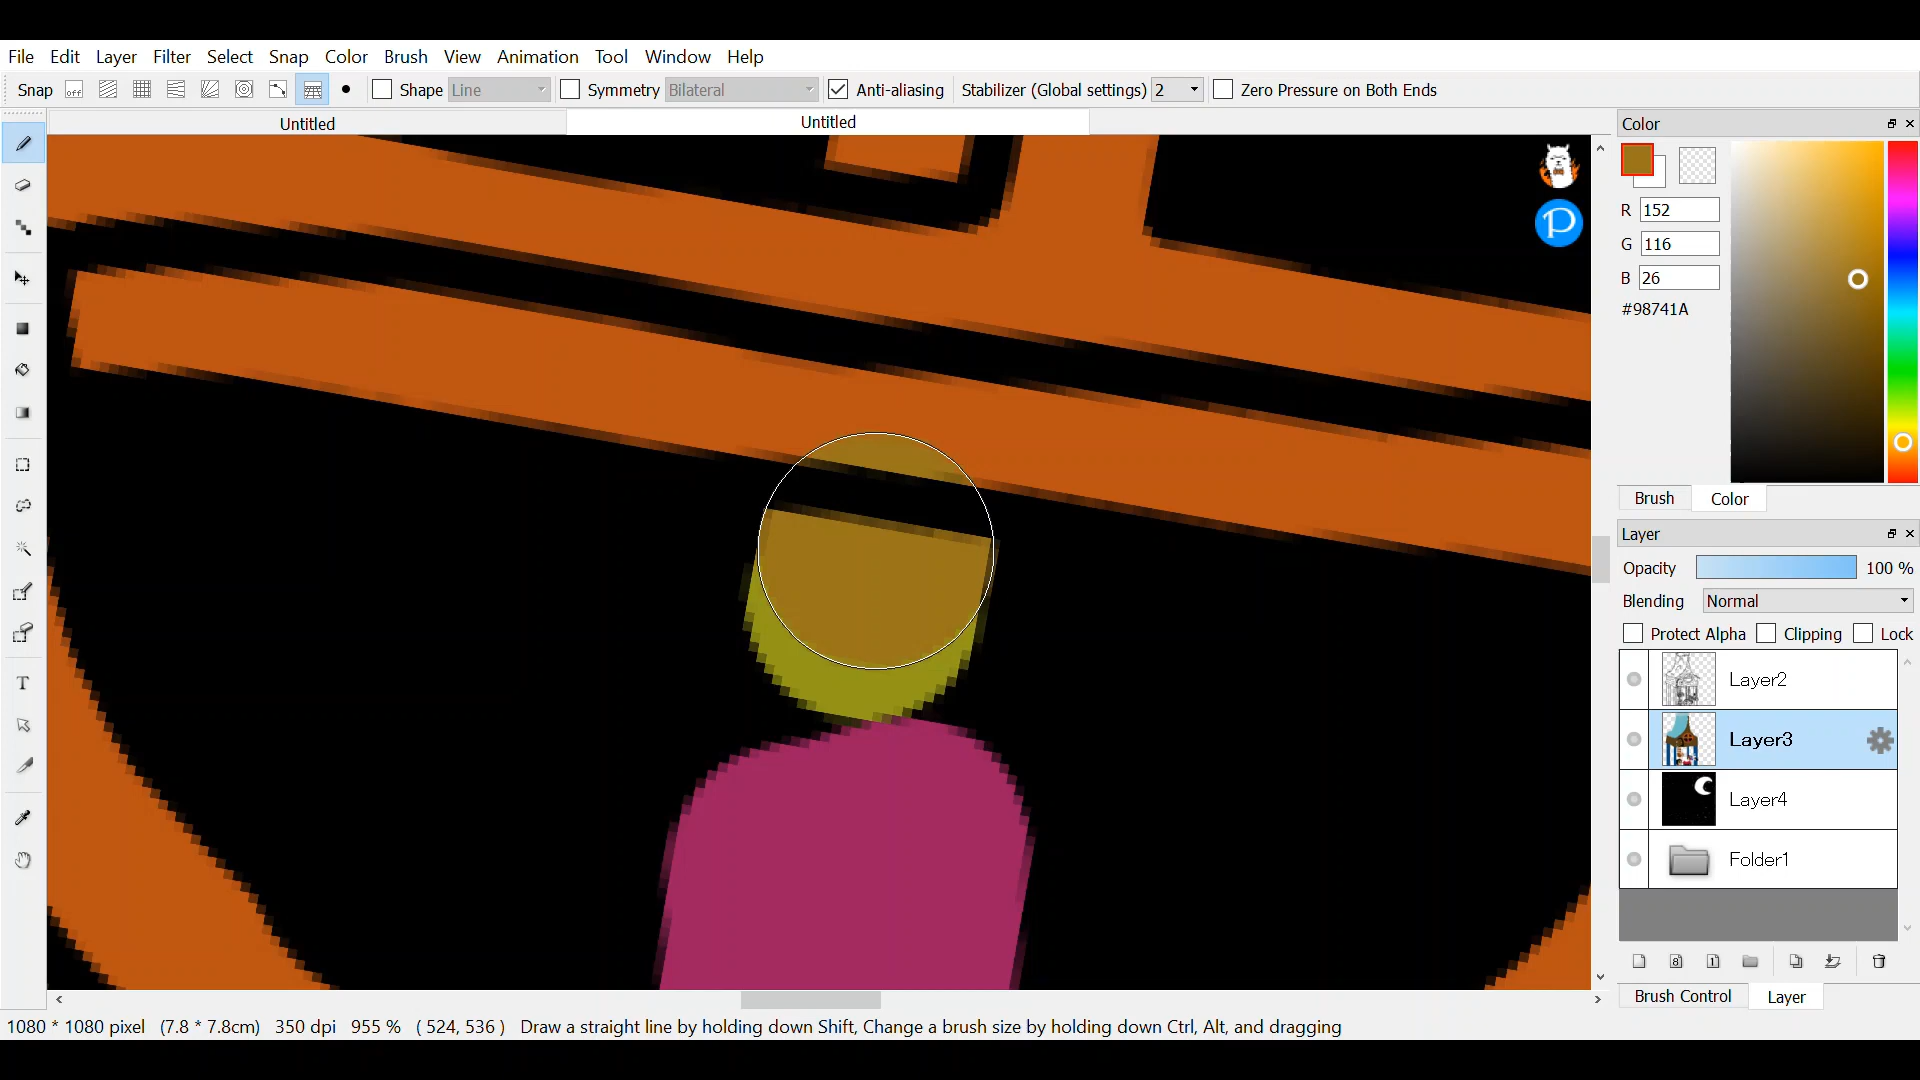 File Edit Layer Filter Select Snap Color Brush View Animation Tool Window Help
Snap off Shape Line Symmetry Bilateral Anti-aliasing Stabilizer (Global settings) 2 Zero Pressure on Both Ends
Untitled Untitled
P
T
Color
R 152
G 116
B 26
#98741A
Brush Color
Layer
Opacity 100 %
Blending Normal
Protect Alpha Clipping Lock
Layer2
Layer3
Layer4
Folder1
8 1
Brush Control Layer
1080 * 1080 pixel (7.8 * 7.8cm) 350 dpi 955 % ( 524, 536 ) Draw a straight line by holding down Shift, Change a brush size by holding down Ctrl, Alt, and dragging